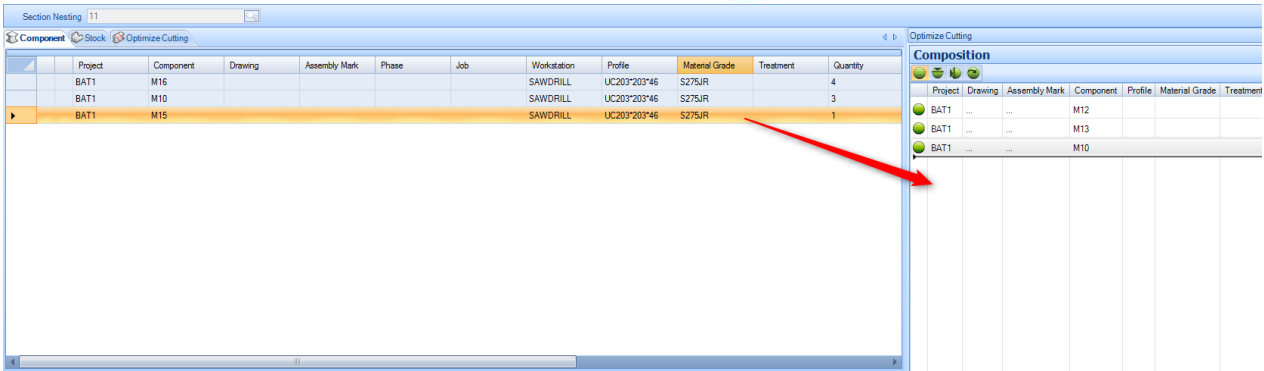 Section Nesting 11
Component Stock Optimize Cutting
Project Component Drawing Assembly Mark Phase Job Workstation Profile Material Grade Treatment Quantity
BAT1 M16 SAWDRILL UC203*203*46 S275JR 4
BAT1 M10 SAWDRILL UC203*203*46 S275JR 3
BAT1 M15 SAWDRILL UC203*203*46 S275JR 1
Optimize Cutting
Composition
Project Drawing Assembly Mark Component Profile Material Grade Treatment
BAT1 ... ... M12
BAT1 ... ... M13
BAT1 ... ... M10